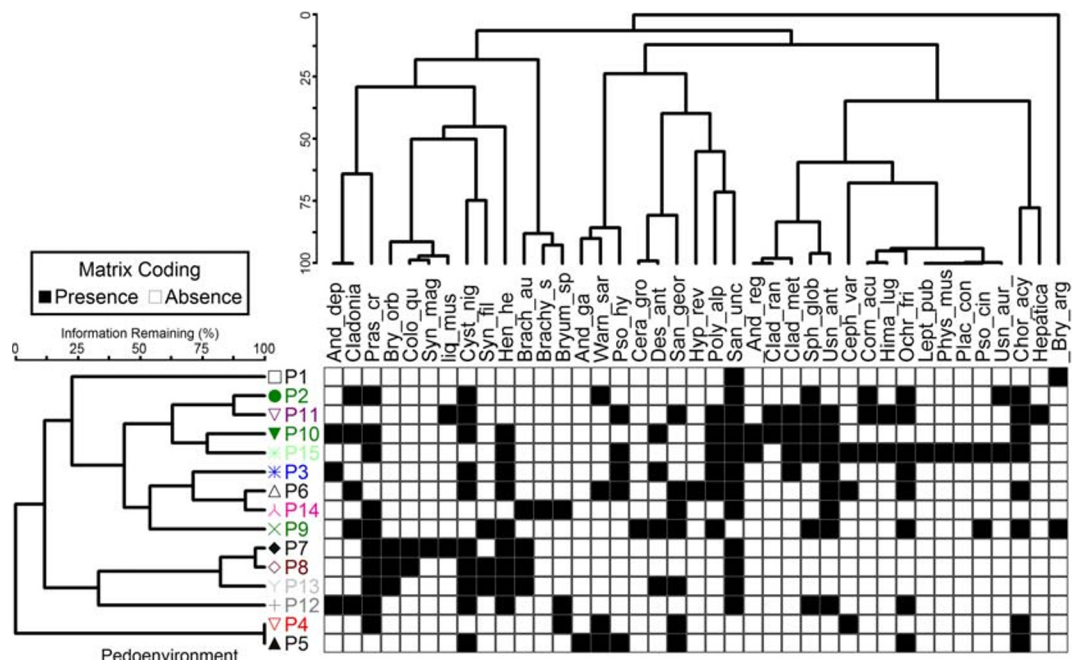 0
25
50
75
100
Matrix Coding
Presence Absence
Information Remaining (%)
0 25 50 75 100
And_dep
Cladonia
Pras_cr
Bry_orb
Colo_qu
Syn_mag
liq_mus
Cyst_nig
Syn_fil
Hen_he
Brach_au
Brachy_s
Bryum_sp
And_ga
Warn_sar
Pso_hy
Cera_gro
Des_ant
San_geor
Hyp_rev
Poly_alp
San_unc
And_reg
Clad_ran
Clad_met
Sph_glob
Usn_ant
Ceph_var
Corn_acu
Hima_lug
Ochr_fri
Lept_pub
Phys_mus
Plac_con
Pso_cin
Usn_aur_
Chor_acy
Hepática
Bry_arg
P1
P2
P11
P10
P15
P3
P6
P14
P9
P7
P8
P13
P12
P4
P5
Pedoenvironment